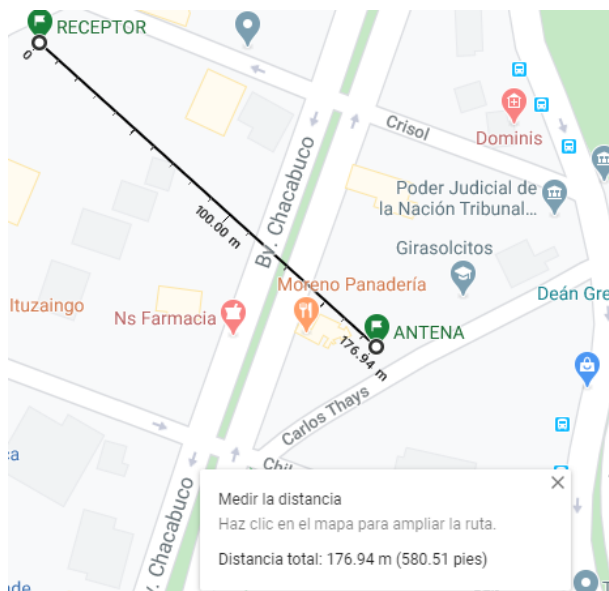 RECEPTOR
0
Crisol
Dominis
Poder Judicial de
la Nación Tribunal...
100.00 m
Bv. Chacabuco
Girasolcitos
Moreno Panadería
Deán Gre
Ituzaingo
Ns Farmacia
ANTENA
176.94 m
Carlos Thays
Chil
Medir la distancia
Haz clic en el mapa para ampliar la ruta.
Distancia total: 176.94 m (580.51 pies)
v. Chacabuco